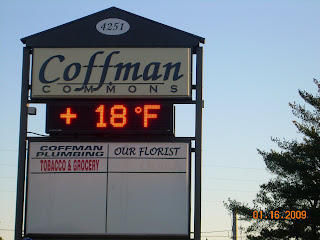 4251
Coffman
COMMONS
+ 18°F
COFFMAN
PLUMBING
OUR FLORIST
TOBACCO & GROCERY
01.16.2009